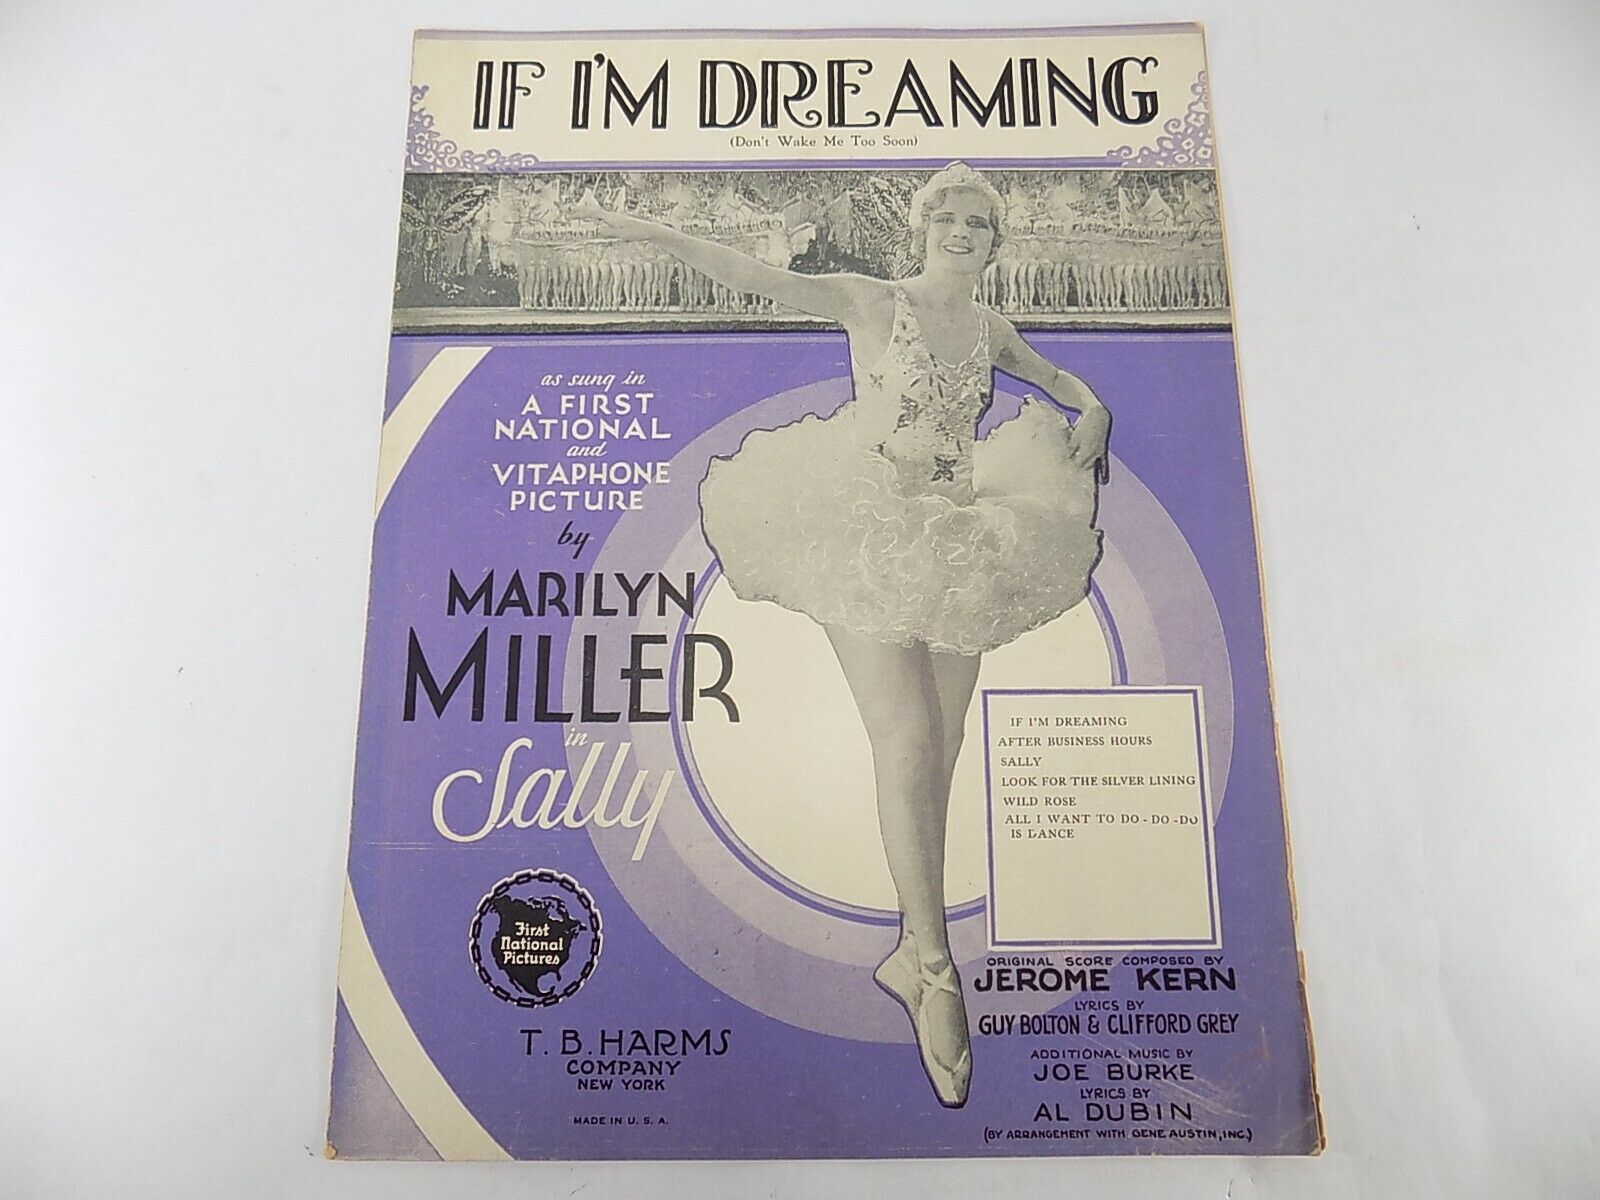 IF I'M DREAMING
(Don't Wake Me Too Soon)
as sung in
A FIRST
NATIONAL
and
VITAPHONE
PICTURE
by
MARILYN
MILLER
in
Sally
First
National
Pictures
T. B. HARMS
COMPANY
NEW YORK
MADE IN U. S. A.
IF I'M DREAMING
AFTER BUSINESS HOURS
SALLY
LOOK FOR THE SILVER LINING
WILD ROSE
ALL I WANT TO DO - DO - DO
IS DANCE
ORIGINAL SCORE COMPOSED BY
JEROME KERN
LYRICS BY
GUY BOLTON & CLIFFORD GREY
ADDITIONAL MUSIC BY
JOE BURKE
LYRICS BY
AL DUBIN
(BY ARRANGEMENT WITH GENE AUSTIN, INC.)